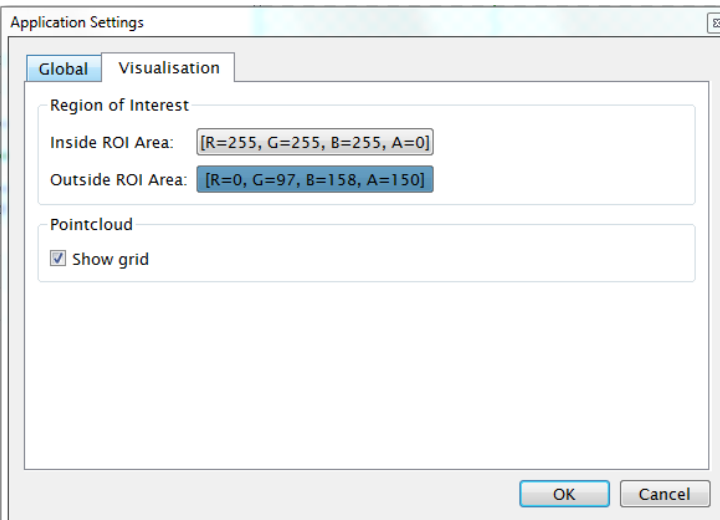 Application Settings
Global Visualisation
Region of Interest
Inside ROI Area: [R=255, G=255, B=255, A=0]
Outside ROI Area: [R=0, G=97, B=158, A=150]
Pointcloud
Show grid
OK Cancel